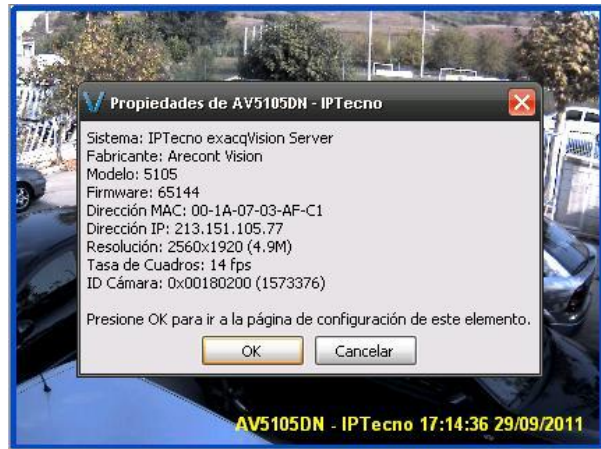 Propiedades de AV5105DN - IPTecno
Sistema: IPTecno exacqVision Server
Fabricante: Arecont Vision
Modelo: 5105
Firmware: 65144
Dirección MAC: 00-1A-07-03-AF-C1
Dirección IP: 213.151.105.77
Resolución: 2560x1920 (4.9M)
Tasa de Cuadros: 14 fps
ID Cámara: 0x00180200 (1573376)
Presione OK para ir a la página de configuración de este elemento.
OK Cancelar
AV5105DN - IPTecno 17:14:36 29/09/2011